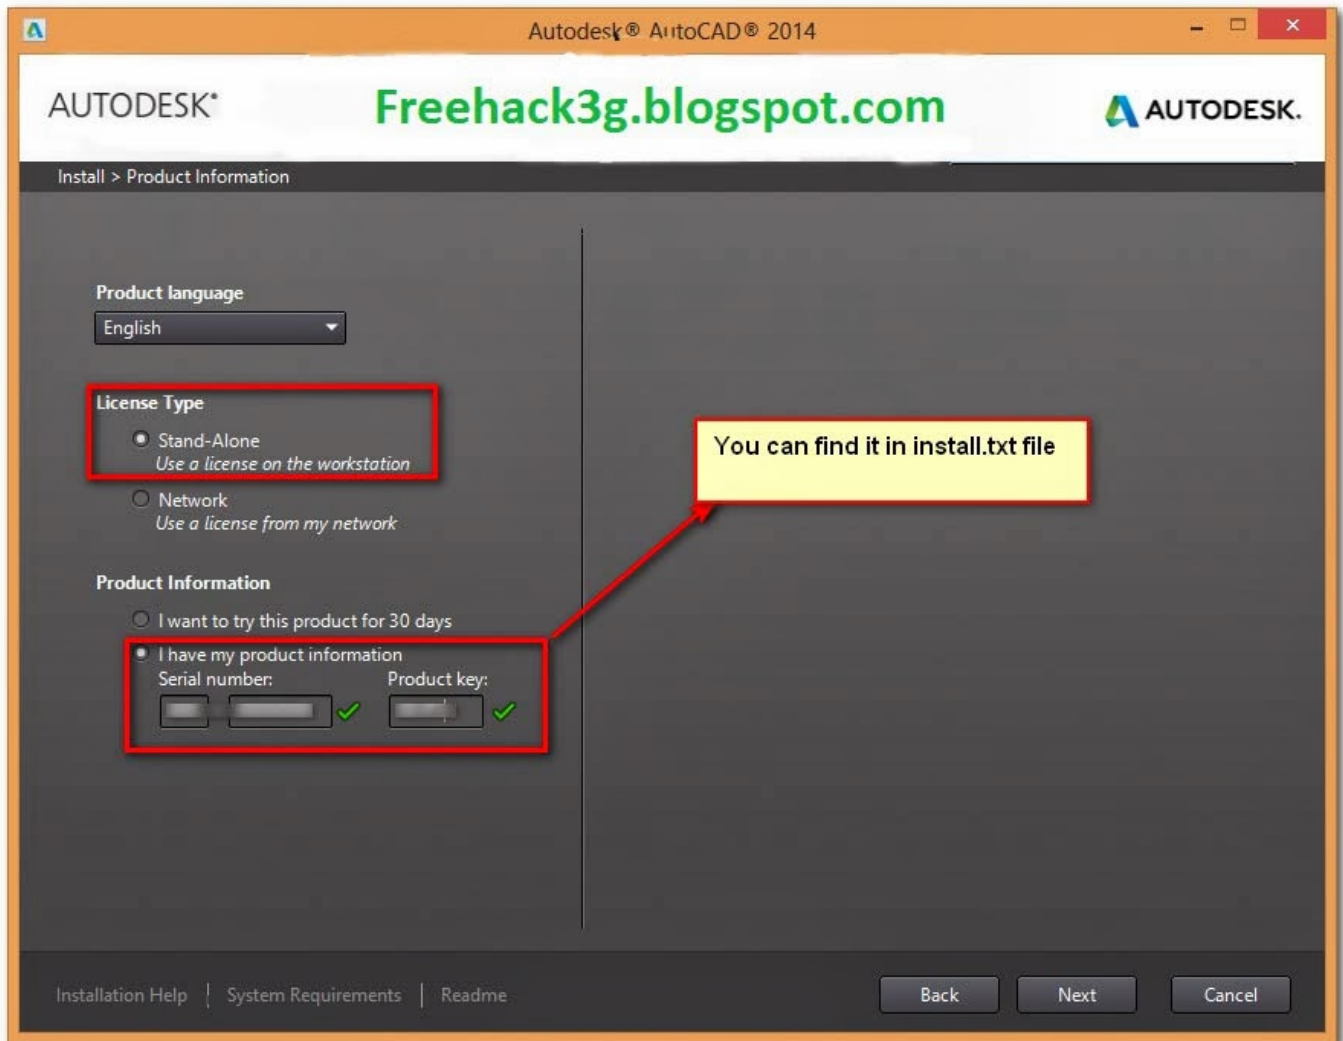 Autodesk® AutoCAD® 2014
AUTODESK®
Freehack3g.blogspot.com
AUTODESK.
Install > Product Information
Product language
English
License Type
Stand-Alone
Use a license on the workstation
Network
Use a license from my network
Product Information
I want to try this product for 30 days
I have my product information
Serial number:
Product key:
You can find it in install.txt file
Installation Help | System Requirements | Readme
Back
Next
Cancel